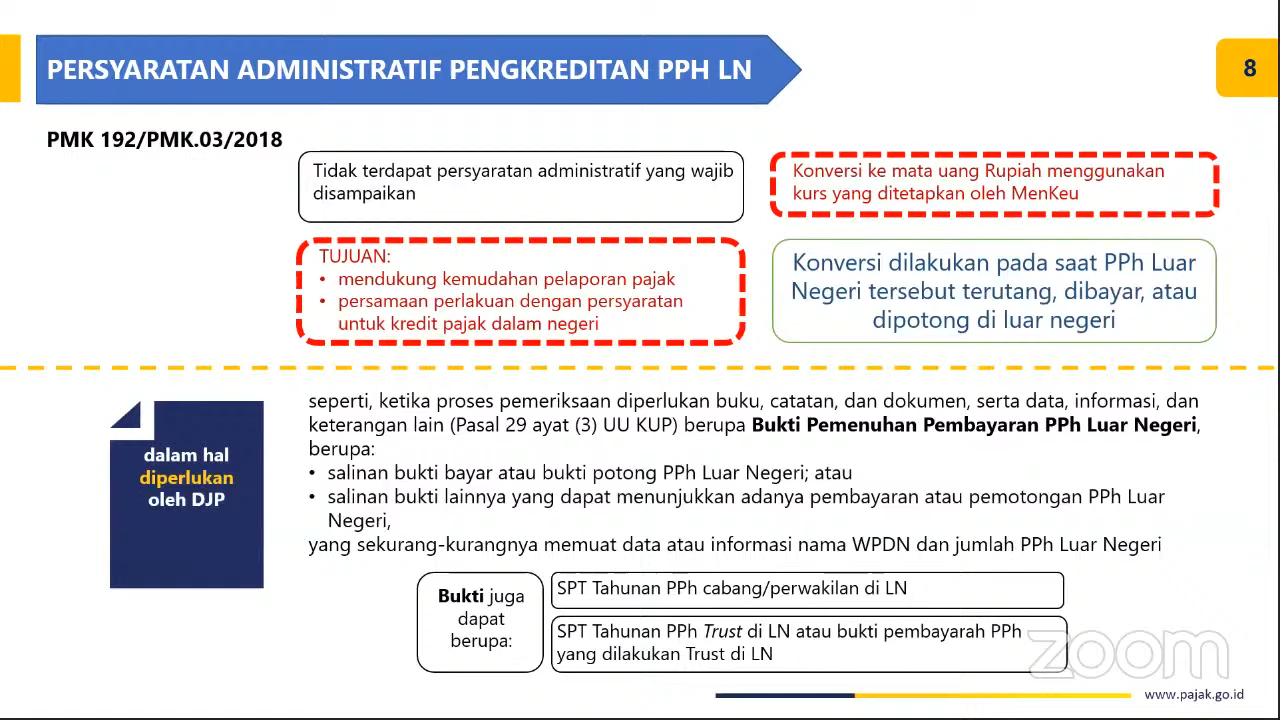 PERSYARATAN ADMINISTRATIF PENGKREDITAN PPH LN
8
PMK 192/PMK.03/2018
Tidak terdapat persyaratan administratif yang wajib
disampaikan
Konversi ke mata uang Rupiah menggunakan
kurs yang ditetapkan oleh MenKeu
TUJUAN:
• mendukung kemudahan pelaporan pajak
• persamaan perlakuan dengan persyaratan
untuk kredit pajak dalam negeri
Konversi dilakukan pada saat PPh Luar
Negeri tersebut terutang, dibayar, atau
dipotong di luar negeri
dalam hal
diperlukan
oleh DJP
seperti, ketika proses pemeriksaan diperlukan buku, catatan, dan dokumen, serta data, informasi, dan
keterangan lain (Pasal 29 ayat (3) UU KUP) berupa Bukti Pemenuhan Pembayaran PPh Luar Negeri,
berupa:
• salinan bukti bayar atau bukti potong PPh Luar Negeri; atau
• salinan bukti lainnya yang dapat menunjukkan adanya pembayaran atau pemotongan PPh Luar
Negeri,
yang sekurang-kurangnya memuat data atau informasi nama WPDN dan jumlah PPh Luar Negeri
Bukti juga
dapat
berupa:
SPT Tahunan PPh cabang/perwakilan di LN
SPT Tahunan PPh Trust di LN atau bukti pembayarah PPh
yang dilakukan Trust di LN
zoom
www.pajak.go.id